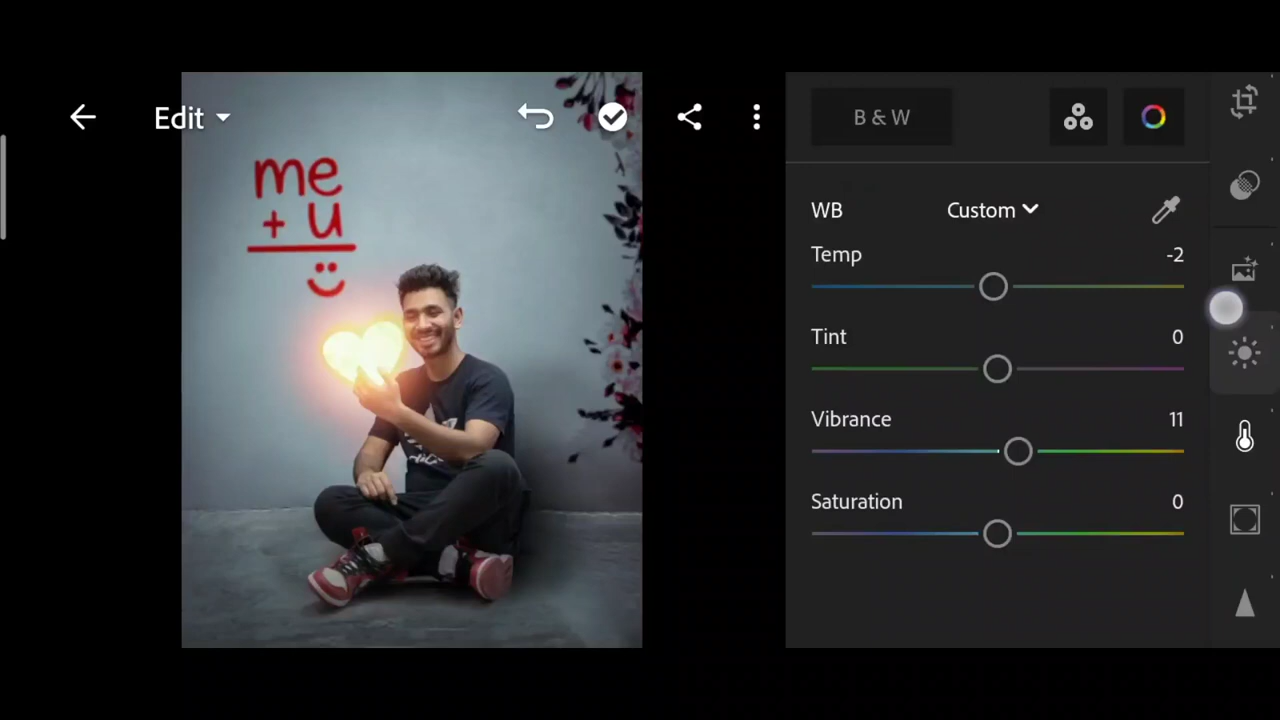 Edit
B & W
me
+ u
WB Custom
Temp -2
Tint 0
Vibrance 11
Saturation 0